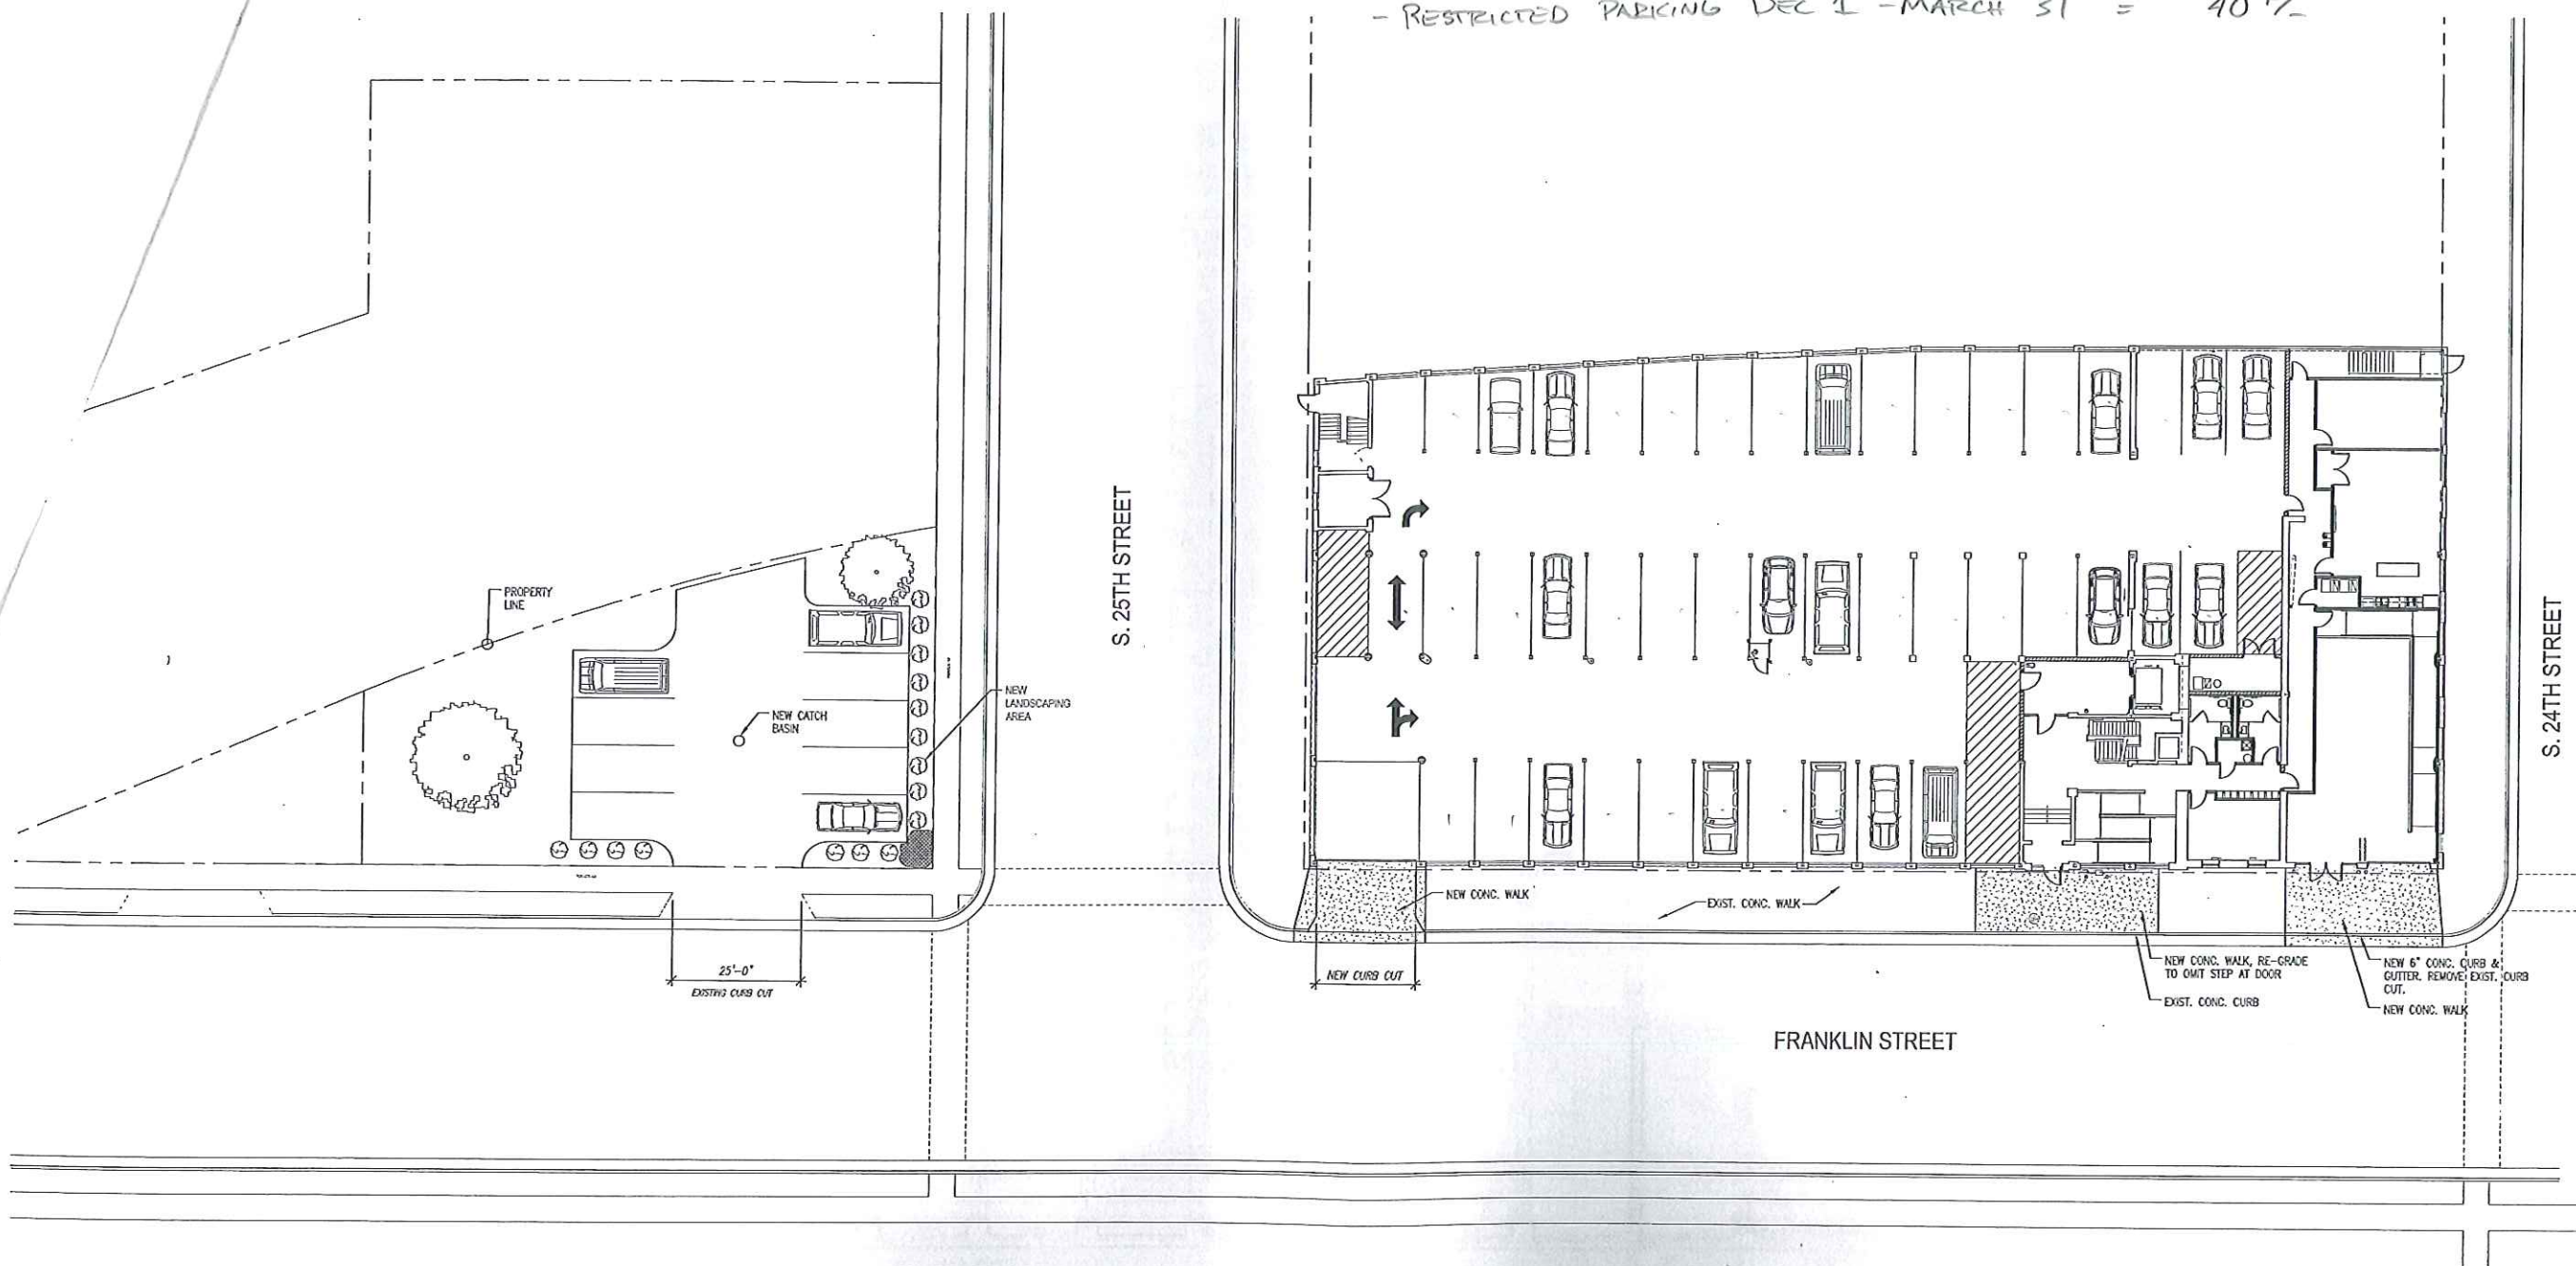 - RESTRICTED PARKING DEC 1 - MARCH 31 = 40%
S. 25TH STREET
PROPERTY
LINE
NEW
LANDSCAPING
AREA
NEW CATCH
BASIN
S. 24TH STREET
NEW CONC. WALK
EXIST. CONC. WALK
25'-0"
EXISTING CURB CUT
NEW CURB CUT
NEW CONC. WALK, RE-GRADE
TO OMIT STEP AT DOOR
EXIST. CONC. CURB
NEW 6" CONC. CURB &
GUTTER. REMOVE EXIST. CURB
CUT.
NEW CONC. WALK
FRANKLIN STREET